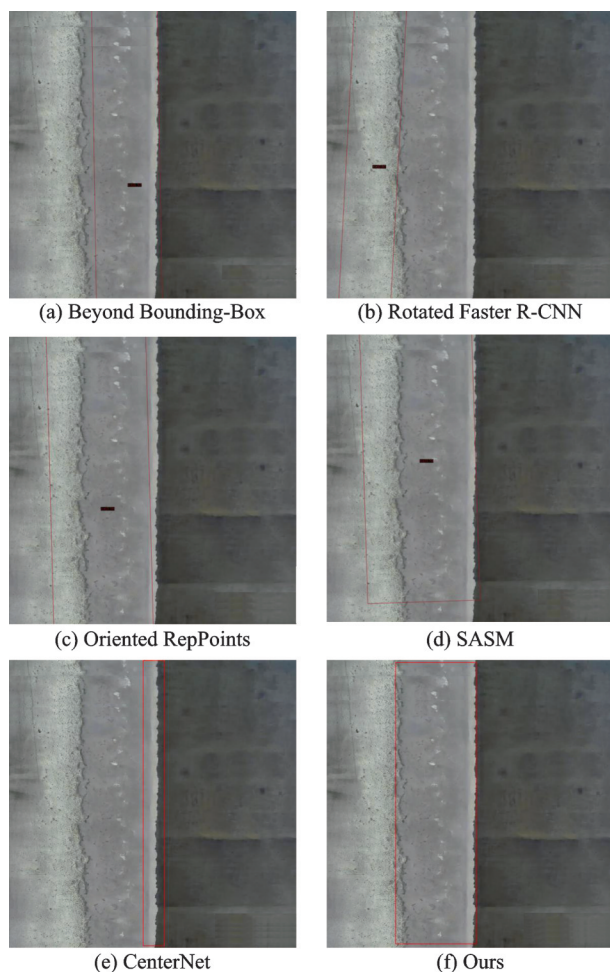 (a) Beyond Bounding-Box
(b) Rotated Faster R-CNN
(c) Oriented RepPoints
(d) SASM
(e) CenterNet
(f) Ours